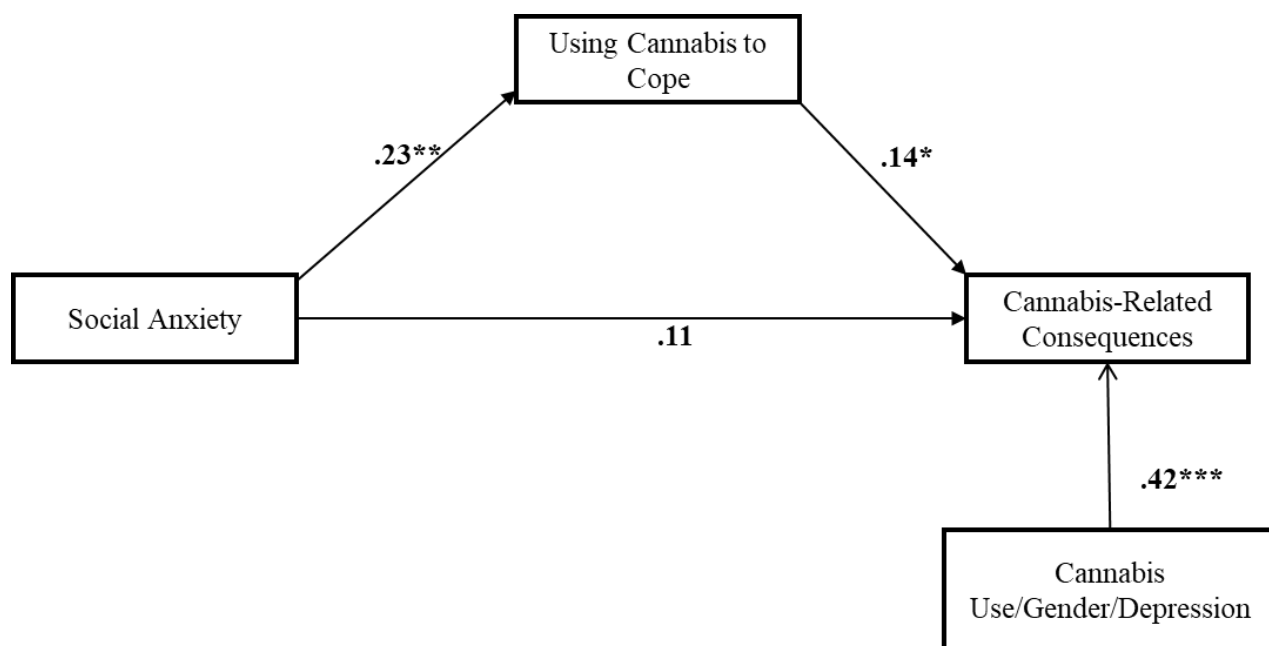 Using Cannabis to
Cope
.23**
.14*
Social Anxiety
Cannabis-Related
Consequences
.11
.42***
Cannabis
Use/Gender/Depression